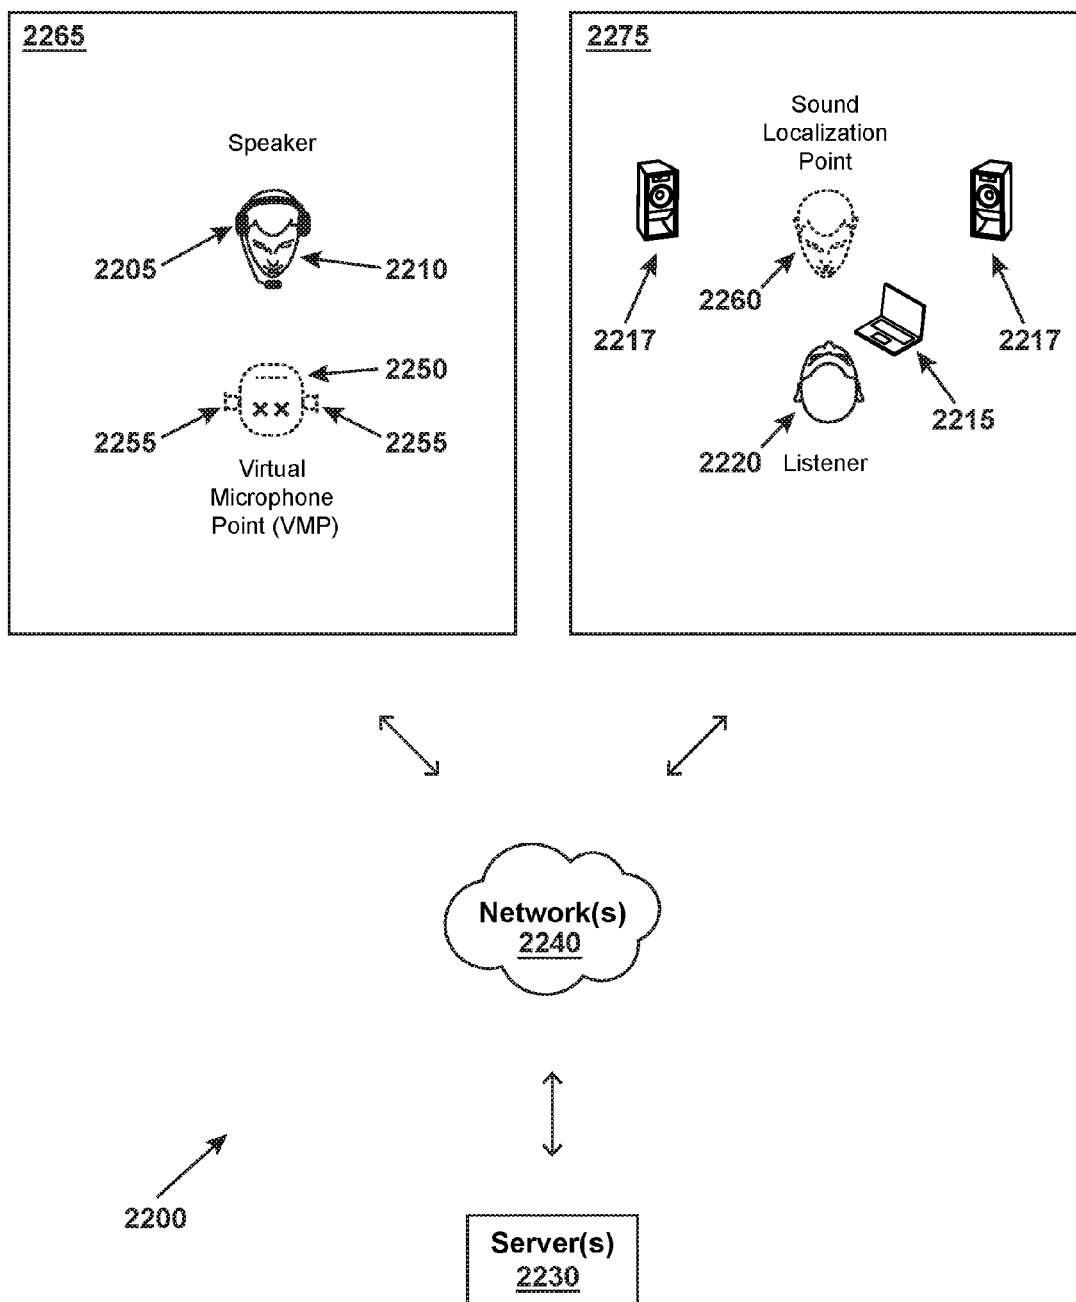 2265
Speaker
2205
2210
2250
2255
2255
Virtual
Microphone
Point (VMP)
2275
Sound
Localization
Point
2260
2217
2217
2215
2220
Listener
Network(s)
2240
2200
Server(s)
2230